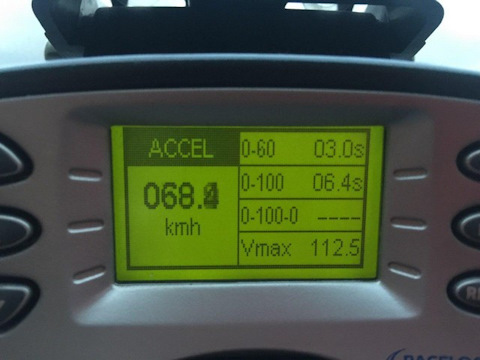 ACCEL
068.
kmh
0-60 03.0s
0-100 06.4s
0-100-0 ----
Vmax 112.5